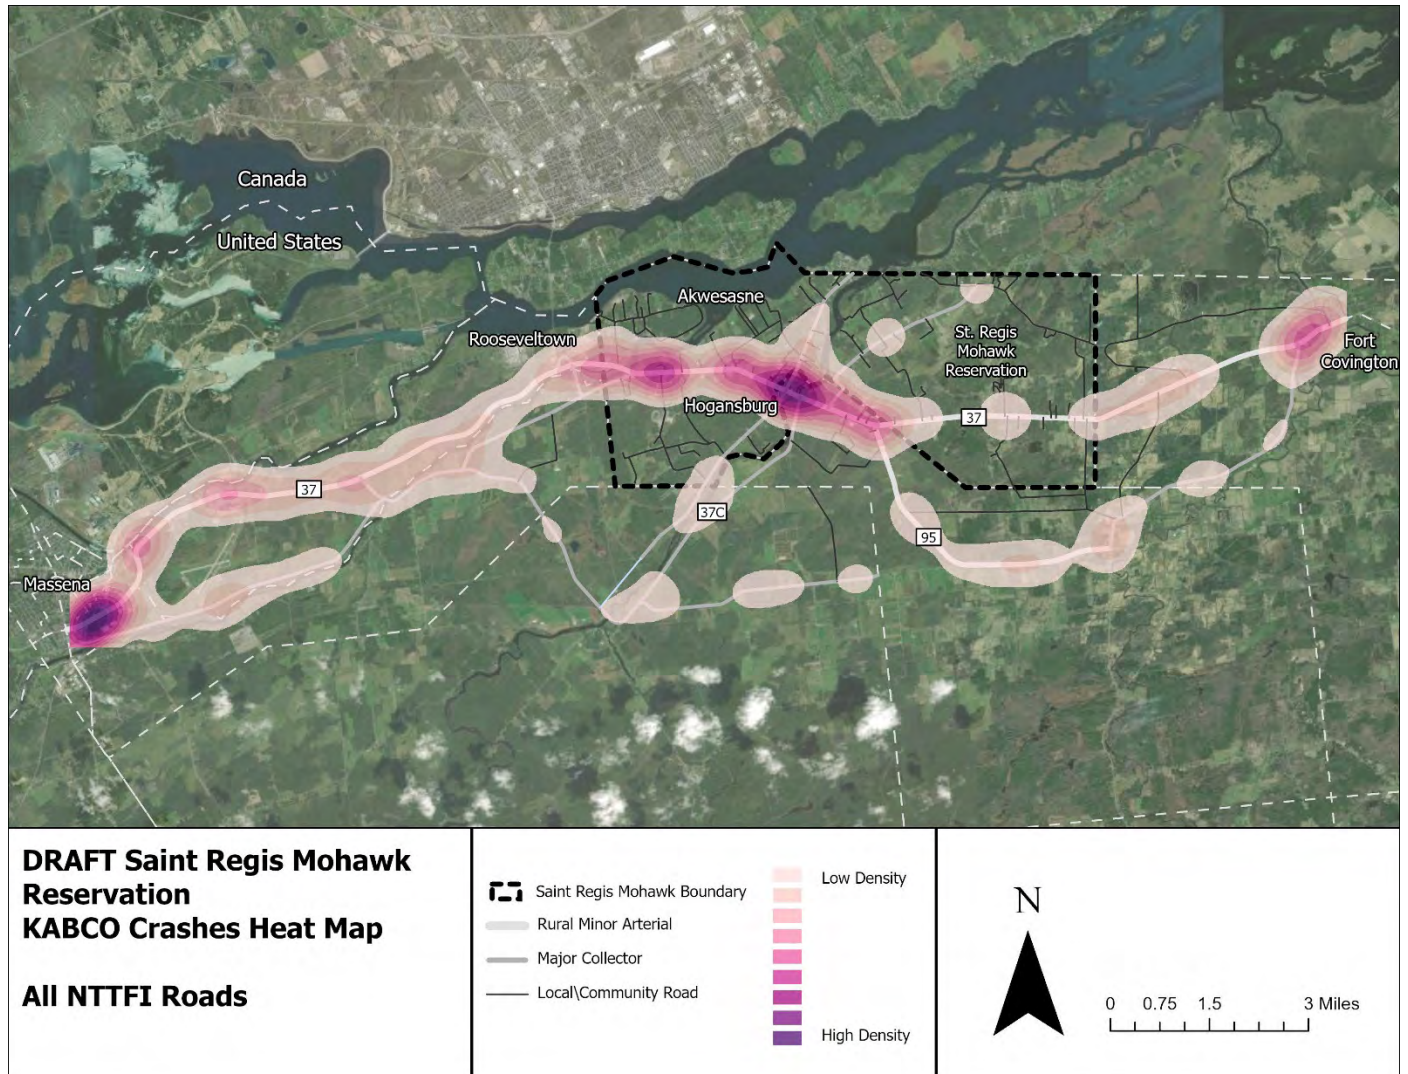 Canada
United States
Akwesasne
Rooseveltown
St. Regis
Mohawk
Reservation
Fort
Covington
Hogansburg
37
37
37C
95
Massena
DRAFT Saint Regis Mohawk
Reservation
KABCO Crashes Heat Map
All NTTFI Roads
Saint Regis Mohawk Boundary
Rural Minor Arterial
Major Collector
Local\Community Road
Low Density
High Density
N
0 0.75 1.5 3 Miles